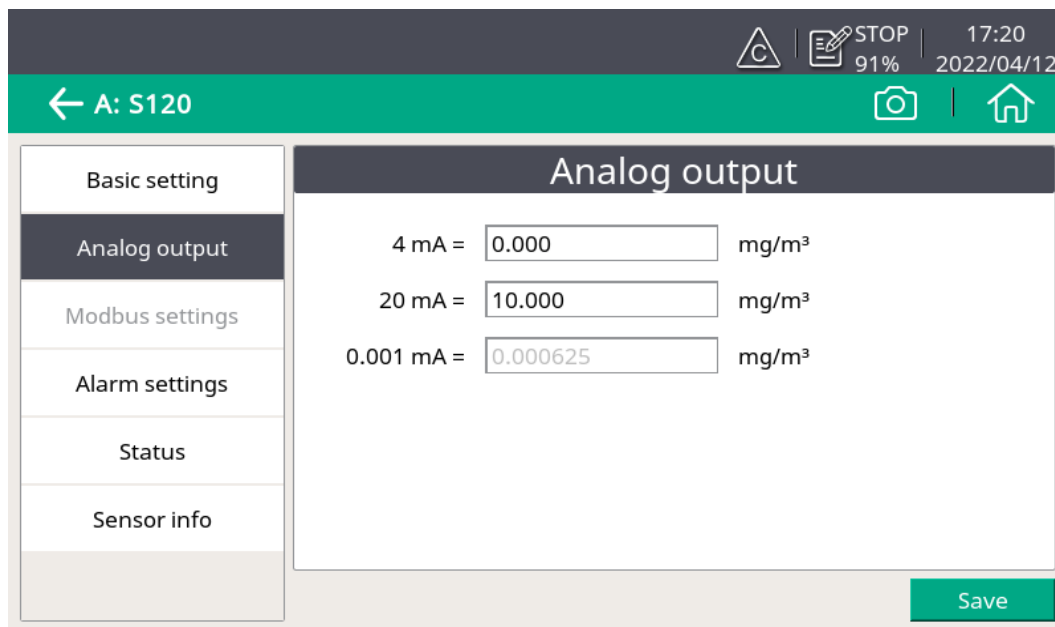 C
STOP
91%
17:20
2022/04/12
A: S120
Basic setting
Analog output
Modbus settings
Alarm settings
Status
Sensor info
Analog output
4 mA = 0.000 mg/m³
20 mA = 10.000 mg/m³
0.001 mA = 0.000625 mg/m³
Save